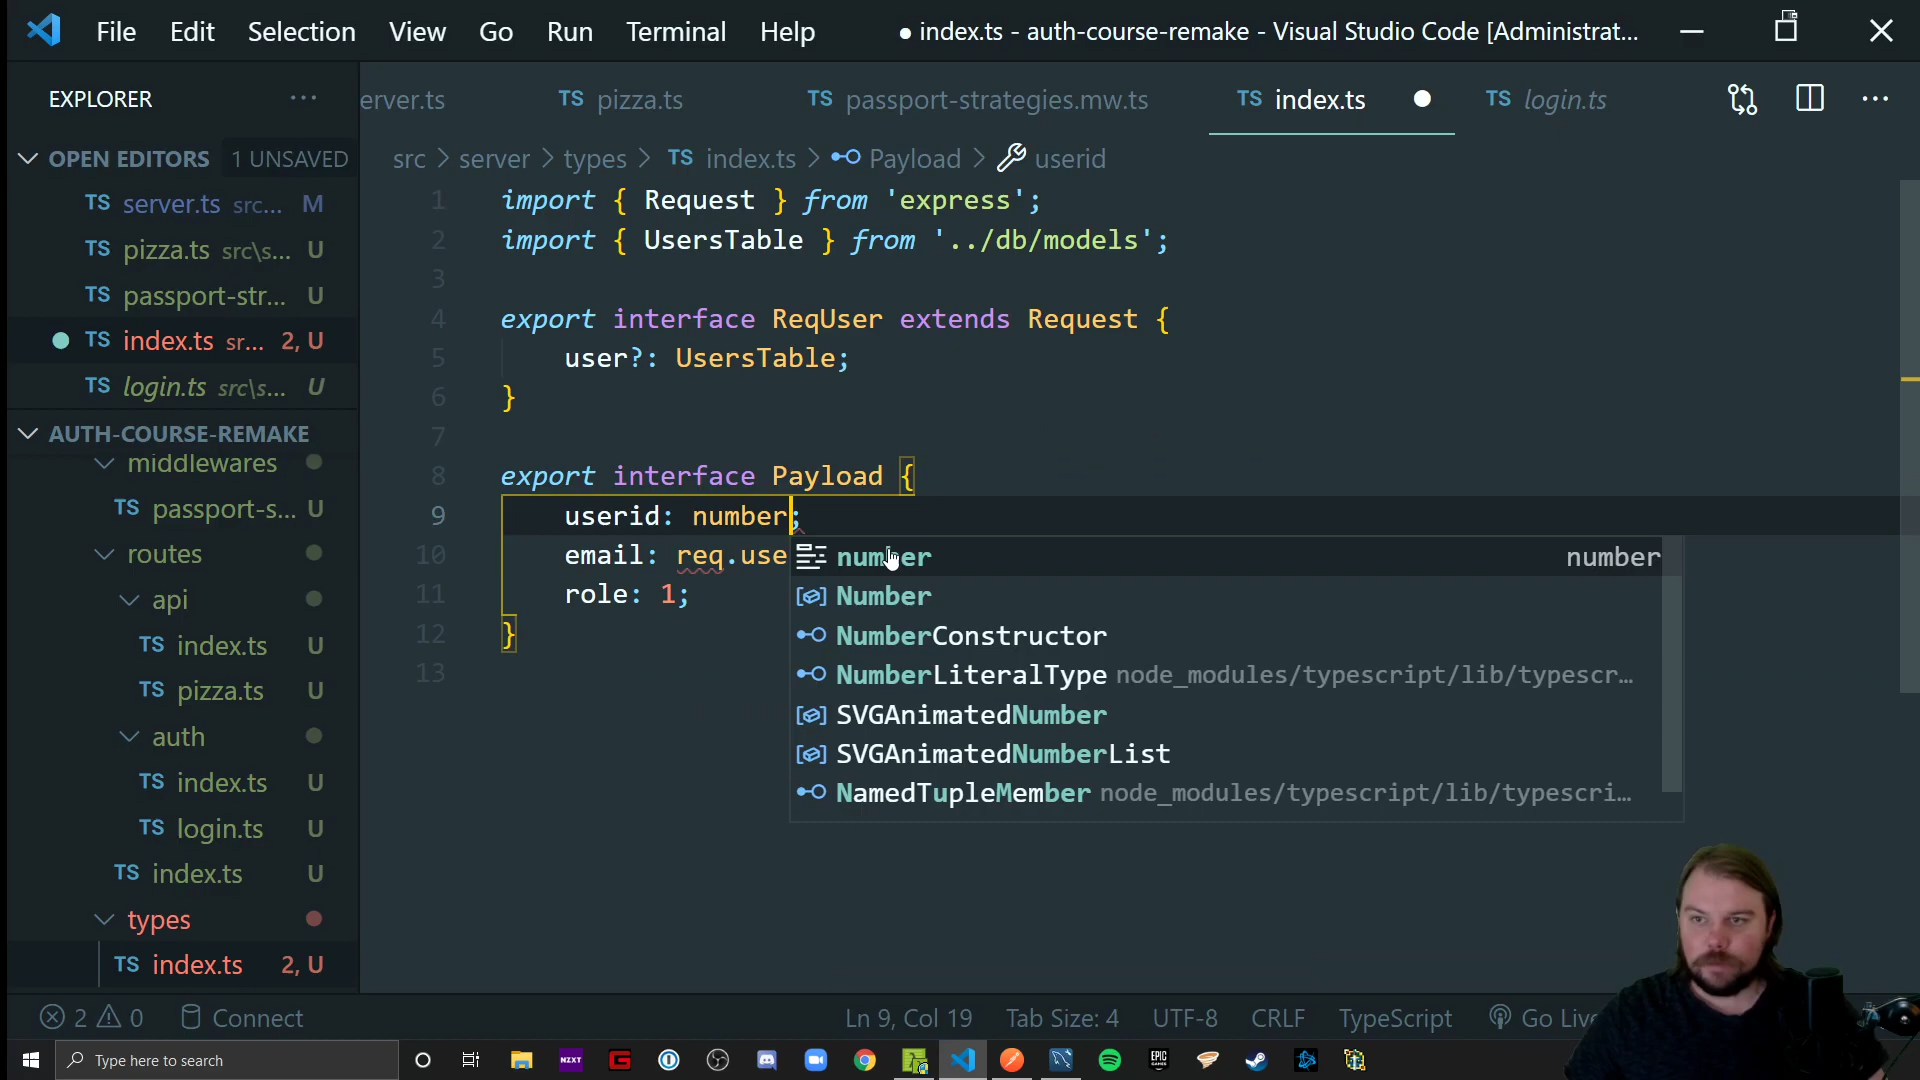 File Edit Selection View Go Run Terminal Help ● index.ts - auth-course-remake - Visual Studio Code [Administrat...
EXPLORER ...
erver.ts TS pizza.ts TS passport-strategies.mw.ts TS index.ts TS login.ts ...
OPEN EDITORS 1 UNSAVED
src > server > types > TS index.ts > Payload > userid
TS server.ts src... M
TS pizza.ts src\s... U
TS passport-str... U
TS index.ts sr... 2, U
TS login.ts src\s... U
AUTH-COURSE-REMAKE
middlewares
TS passport-s... U
routes
api
TS index.ts U
TS pizza.ts U
auth
TS index.ts U
TS login.ts U
TS index.ts U
types
TS index.ts 2, U
1 import { Request } from 'express';
2 import { UsersTable } from '../db/models';
3
4 export interface ReqUser extends Request {
5 user?: UsersTable;
6 }
7
8 export interface Payload {
9 userid: number;
10 email: req.use
11 role: 1;
12 }
13
number number
Number
NumberConstructor
NumberLiteralType node_modules/typescript/lib/typescr...
SVGAnimatedNumber
SVGAnimatedNumberList
NamedTupleMember node_modules/typescript/lib/typescri...
2 0 Connect Ln 9, Col 19 Tab Size: 4 UTF-8 CRLF TypeScript Go Live
Type here to search
NZXT
EPIC GAMES